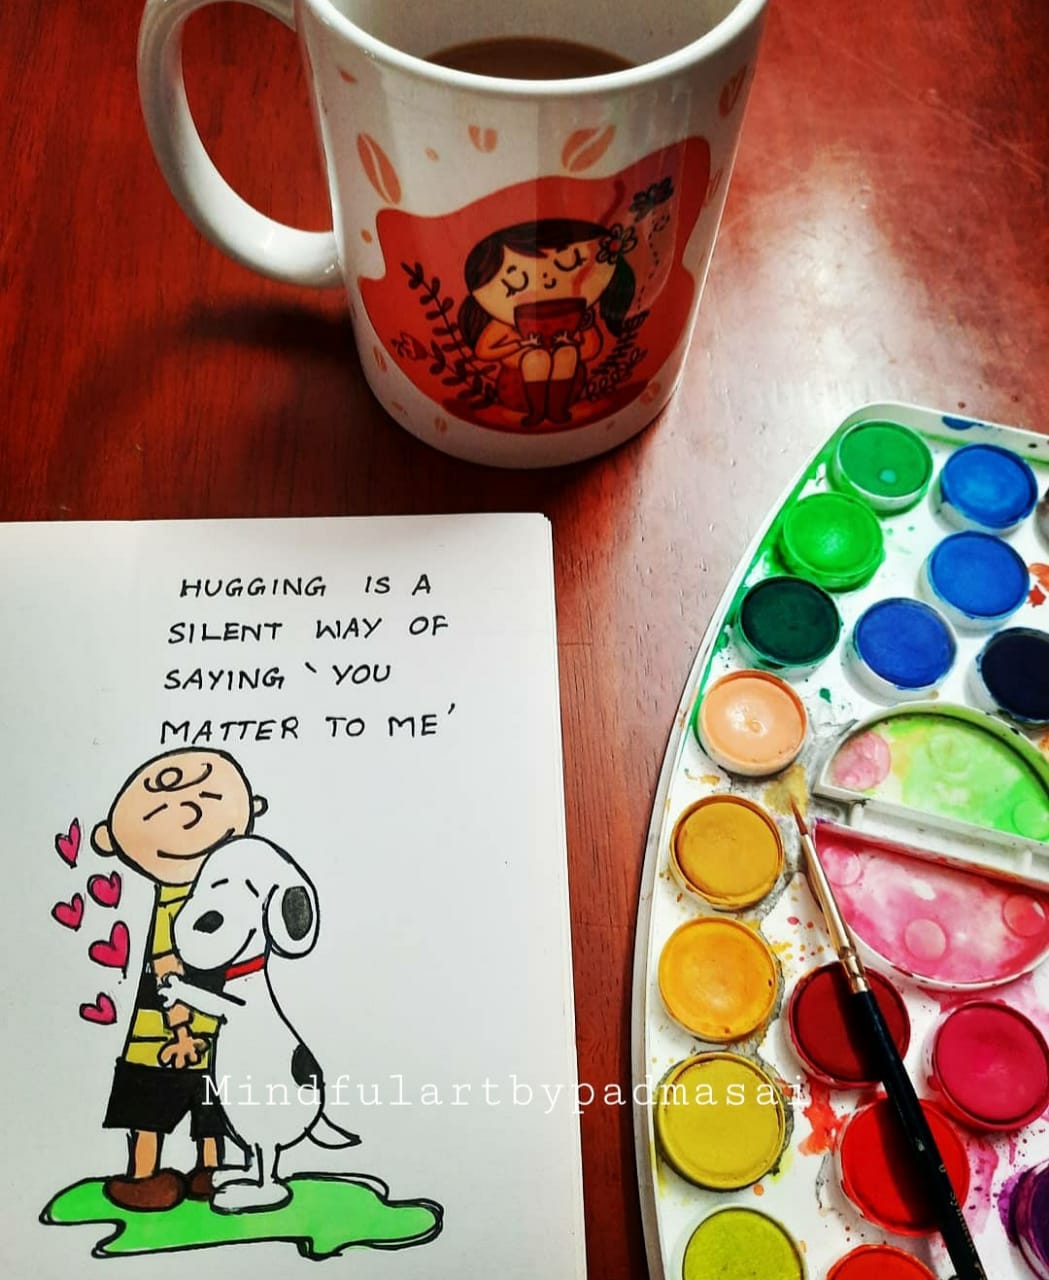 HUGGING IS A
SILENT WAY OF
SAYING ‵YOU
MATTER TO ME′
Mindfulartbypadmasai